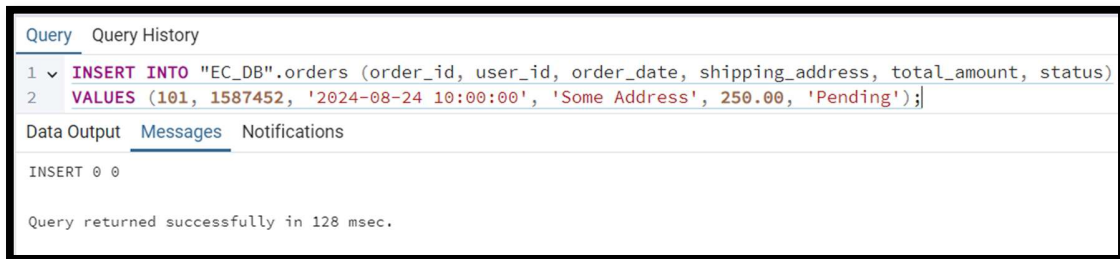 Query Query History
1 INSERT INTO "EC_DB".orders (order_id, user_id, order_date, shipping_address, total_amount, status)
2 VALUES (101, 1587452, '2024-08-24 10:00:00', 'Some Address', 250.00, 'Pending');
Data Output Messages Notifications
INSERT 0 0
Query returned successfully in 128 msec.